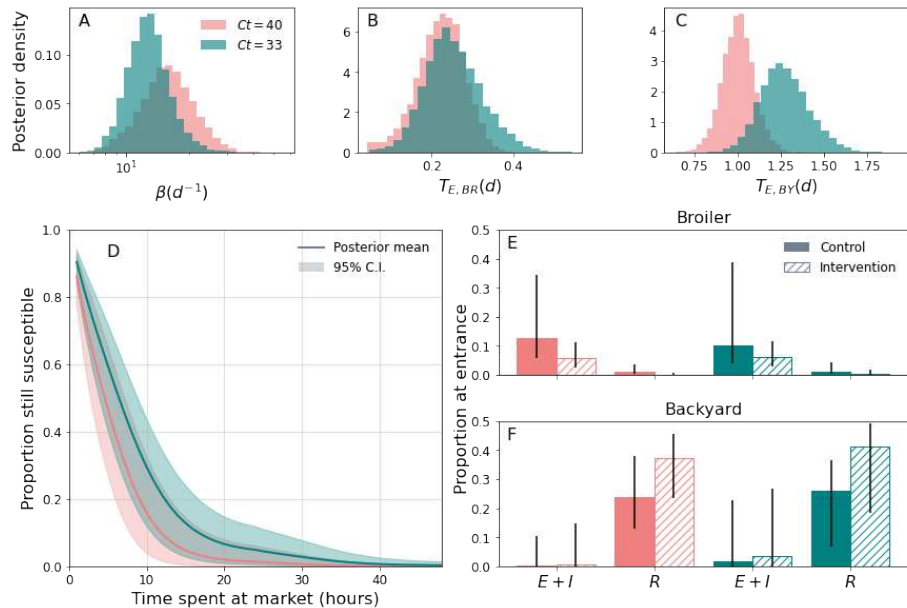 A
Ct = 40
Ct = 33
Posterior density
0.15
0.10
0.05
0.00
10¹
β(d⁻¹)
B
6
4
2
0
0.2
0.4
T_{E, BR}(d)
C
4
3
2
1
0
0.75
1.00
1.25
1.50
1.75
T_{E, BY}(d)
D
Posterior mean
95% C.I.
Proportion still susceptible
1.0
0.8
0.6
0.4
0.2
0.0
0
10
20
30
40
Time spent at market (hours)
Broiler
E
Control
Intervention
Proportion at entrance
0.5
0.4
0.3
0.2
0.1
0.0
Backyard
F
0.5
0.4
0.3
0.2
0.1
0.0
E + I
R
E + I
R